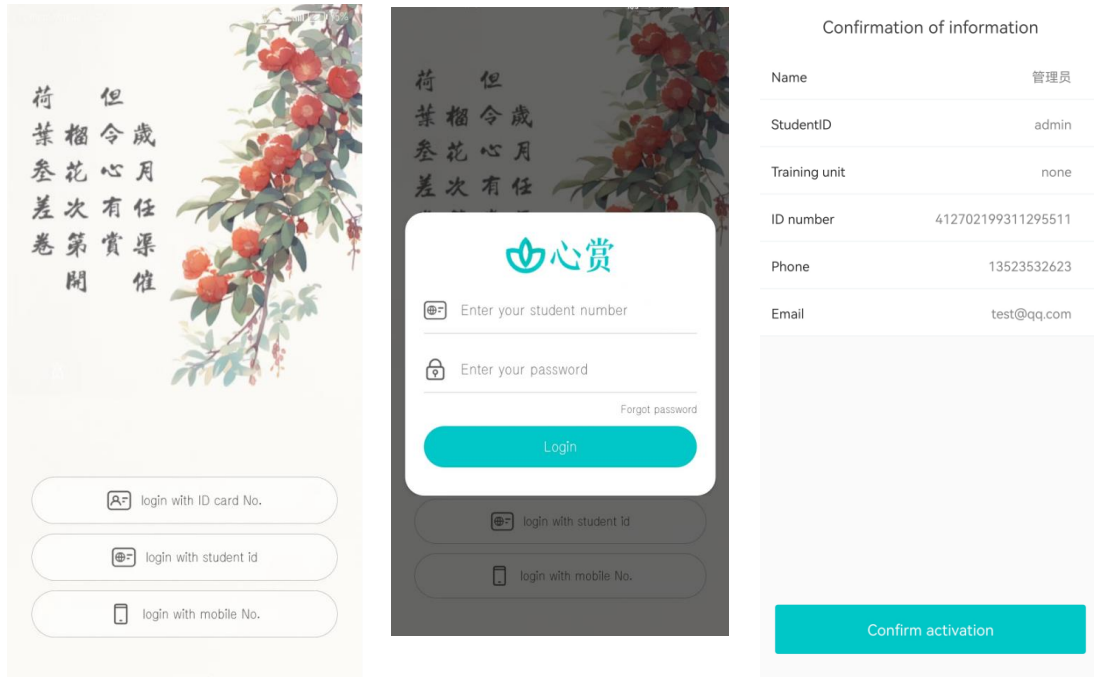 荷葉叁差卷
榴花次第開
但令心有賞
歲月任渠催
login with ID card No.
login with student id
login with mobile No.
荷葉叁差
榴花次
但令心有
歲月任
心赏
Enter your student number
Enter your password
Forgot password
Login
login with student id
login with mobile No.
Confirmation of information
Name 管理员
StudentID admin
Training unit none
ID number 412702199311295511
Phone 13523532623
Email test@qq.com
Confirm activation